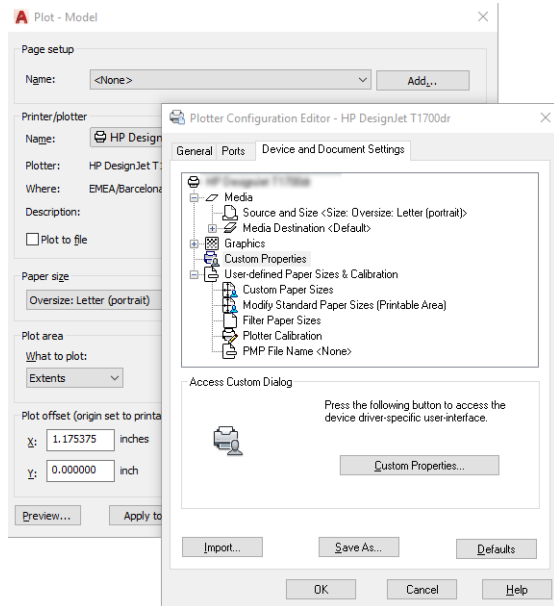 Plot - Model
Page setup
Name: <None> Add...
Printer/plotter
Name: HP Design
Plotter: HP DesignJet T
Where: EMEA/Barcelona
Description:
Plot to file
Paper size
Oversize: Letter (portrait)
Plot area
What to plot:
Extents
Plot offset (origin set to printa
X: 1.175375 inches
Y: 0.000000 inch
Preview... Apply to
Plotter Configuration Editor - HP DesignJet T1700dr
General Ports Device and Document Settings
Media
Source and Size <Size: Oversize: Letter (portrait)>
Media Destination <Default>
Graphics
Custom Properties
User-defined Paper Sizes & Calibration
Custom Paper Sizes
Modify Standard Paper Sizes (Printable Area)
Filter Paper Sizes
Plotter Calibration
PMP File Name <None>
Access Custom Dialog
Press the following button to access the
device driver-specific user-interface.
Custom Properties...
Import... Save As... Defaults
OK Cancel Help